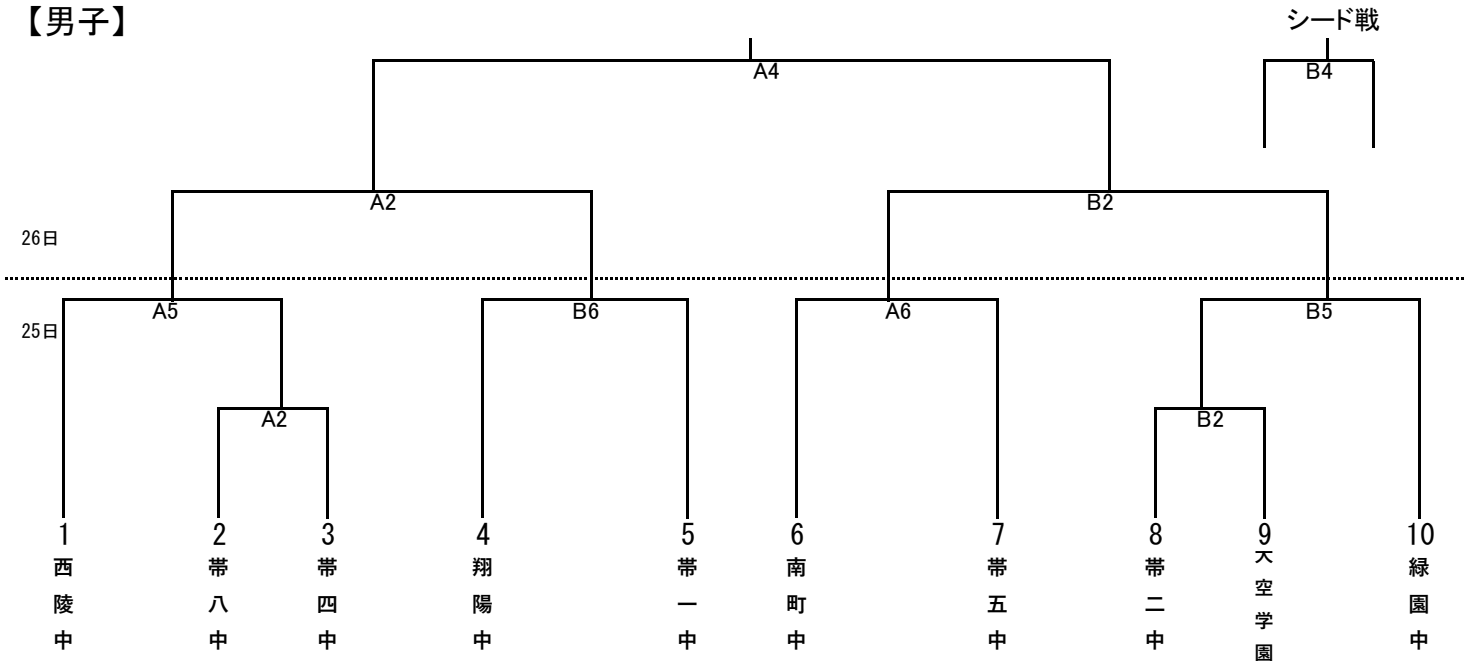 【男子】
シード戦
A4
B4
A2
B2
26日
A5
B6
A6
B5
25日
A2
B2
1
2
3
4
5
6
7
8
9
10
西陵中
帯八中
帯四中
翔陽中
帯一中
南町中
帯五中
帯二中
大空学園
緑園中